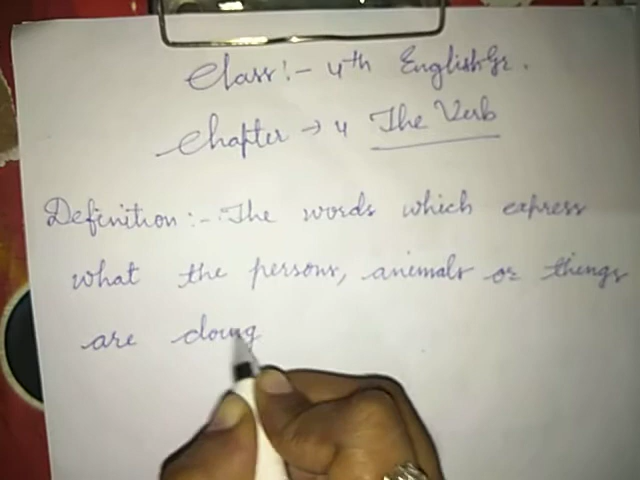 Class:- 4th English Gr.
Chapter → 4 The Verb
Definition:-. The words which express
what the persons, animals or things
are doing